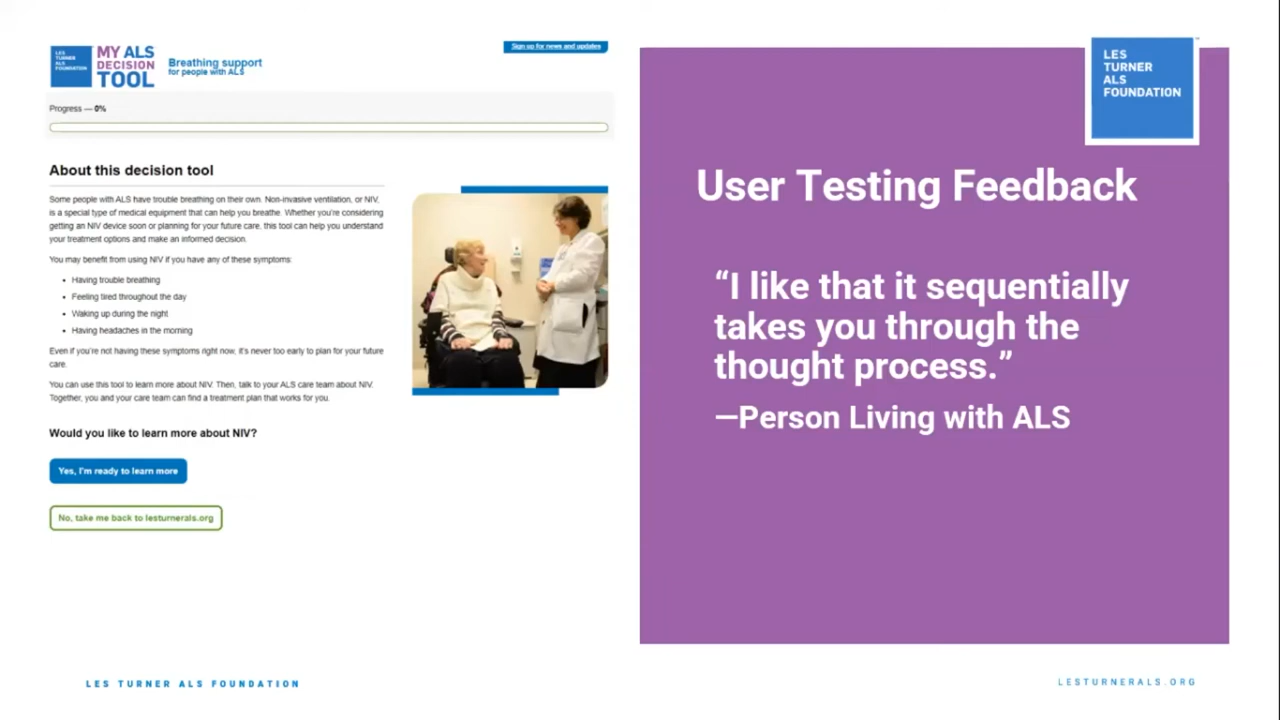 LES
TURNER
ALS
FOUNDATION
MY ALS
DECISION
TOOL
Breathing support
for people with ALS
Sign up for news and updates
Progress — 0%
About this decision tool
Some people with ALS have trouble breathing on their own. Non-invasive ventilation, or NIV,
is a special type of medical equipment that can help you breathe. Whether you're considering
getting an NIV device soon or planning for your future care, this tool can help you understand
your treatment options and make an informed decision.
You may benefit from using NIV if you have any of these symptoms:
• Having trouble breathing
• Feeling tired throughout the day
• Waking up during the night
• Having headaches in the morning
Even if you're not having these symptoms right now, it's never too early to plan for your future
care.
You can use this tool to learn more about NIV. Then, talk to your ALS care team about NIV.
Together, you and your care team can find a treatment plan that works for you.
Would you like to learn more about NIV?
Yes, I'm ready to learn more
No, take me back to lesturnerals.org
LES
TURNER
ALS
FOUNDATION
User Testing Feedback
“I like that it sequentially
takes you through the
thought process.”
—Person Living with ALS
LES TURNER ALS FOUNDATION
LESTURNERALS.ORG